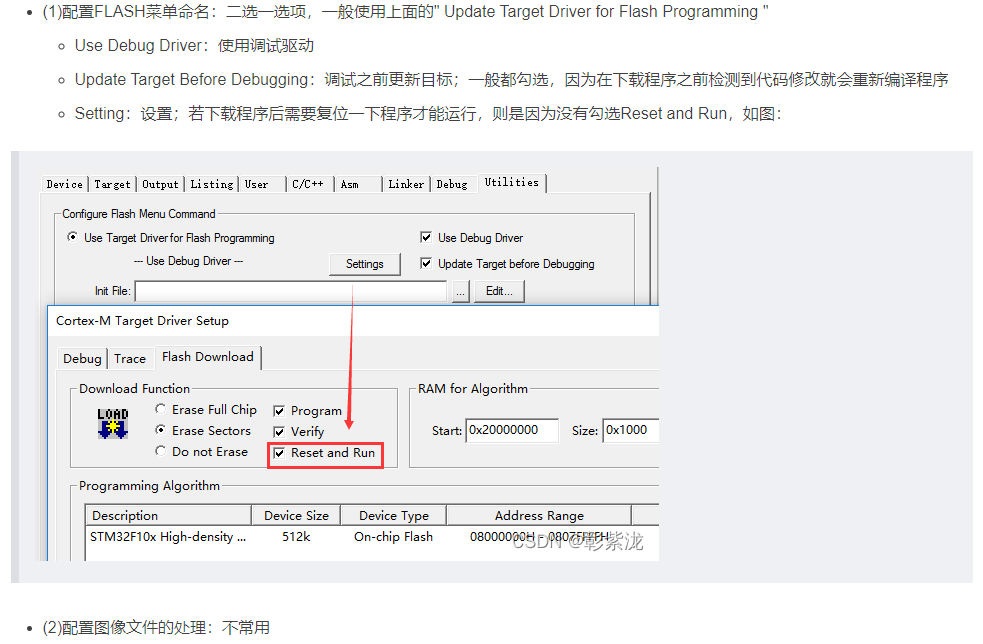 (1)配置FLASH菜单命名：二选一选项，一般使用上面的" Update Target Driver for Flash Programming "
Use Debug Driver：使用调试驱动
Update Target Before Debugging：调试之前更新目标；一般都勾选，因为在下载程序之前检测到代码修改就会重新编译程序
Setting：设置；若下载程序后需要复位一下程序才能运行，则是因为没有勾选Reset and Run，如图：
Device Target Output Listing User C/C++ Asm Linker Debug Utilities
Configure Flash Menu Command
Use Target Driver for Flash Programming Use Debug Driver
--- Use Debug Driver --- Settings Update Target before Debugging
Init File: ... Edit...
Cortex-M Target Driver Setup
Debug Trace Flash Download
Download Function RAM for Algorithm
LOAD Erase Full Chip Program
Erase Sectors Verify Start: 0x20000000 Size: 0x1000
Do not Erase Reset and Run
Programming Algorithm
Description Device Size Device Type Address Range
STM32F10x High-density ... 512k On-chip Flash 08000000H - 0807FFFFH
CSDN @彰紫泷
(2)配置图像文件的处理：不常用